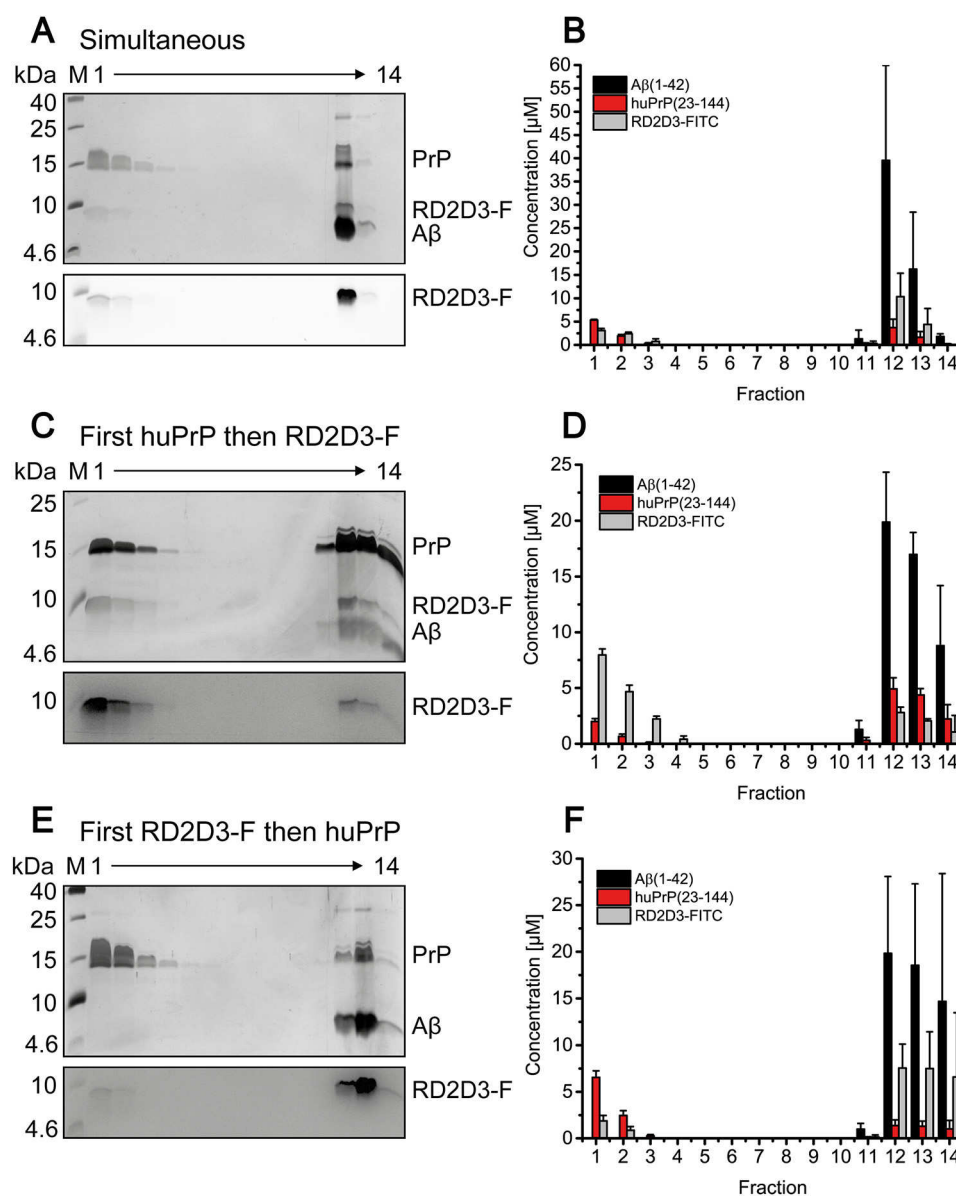 A Simultaneous
kDa M 1 14
40
25
15 PrP
10 RD2D3-F
Aβ
4.6
10 RD2D3-F
4.6
B
Aβ(1-42)
huPrP(23-144)
RD2D3-FITC
Concentration [µM]
60
55
50
45
40
35
30
25
20
15
10
5
0
1 2 3 4 5 6 7 8 9 10 11 12 13 14
Fraction
C First huPrP then RD2D3-F
kDa M 1 14
25
15 PrP
10 RD2D3-F
Aβ
4.6
10 RD2D3-F
D
Aβ(1-42)
huPrP(23-144)
RD2D3-FITC
Concentration [µM]
25
20
15
10
5
0
1 2 3 4 5 6 7 8 9 10 11 12 13 14
Fraction
E First RD2D3-F then huPrP
kDa M 1 14
40
25
15 PrP
10
Aβ
4.6
10 RD2D3-F
4.6
F
Aβ(1-42)
huPrP(23-144)
RD2D3-FITC
Concentration [µM]
30
25
20
15
10
5
0
1 2 3 4 5 6 7 8 9 10 11 12 13 14
Fraction